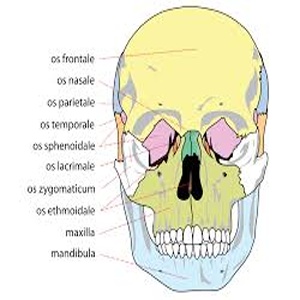 os frontale
os nasale
os parietale
os temporale
os sphenoidale
os lacrimale
os zygomaticum
os ethmoidale
maxilla
mandibula